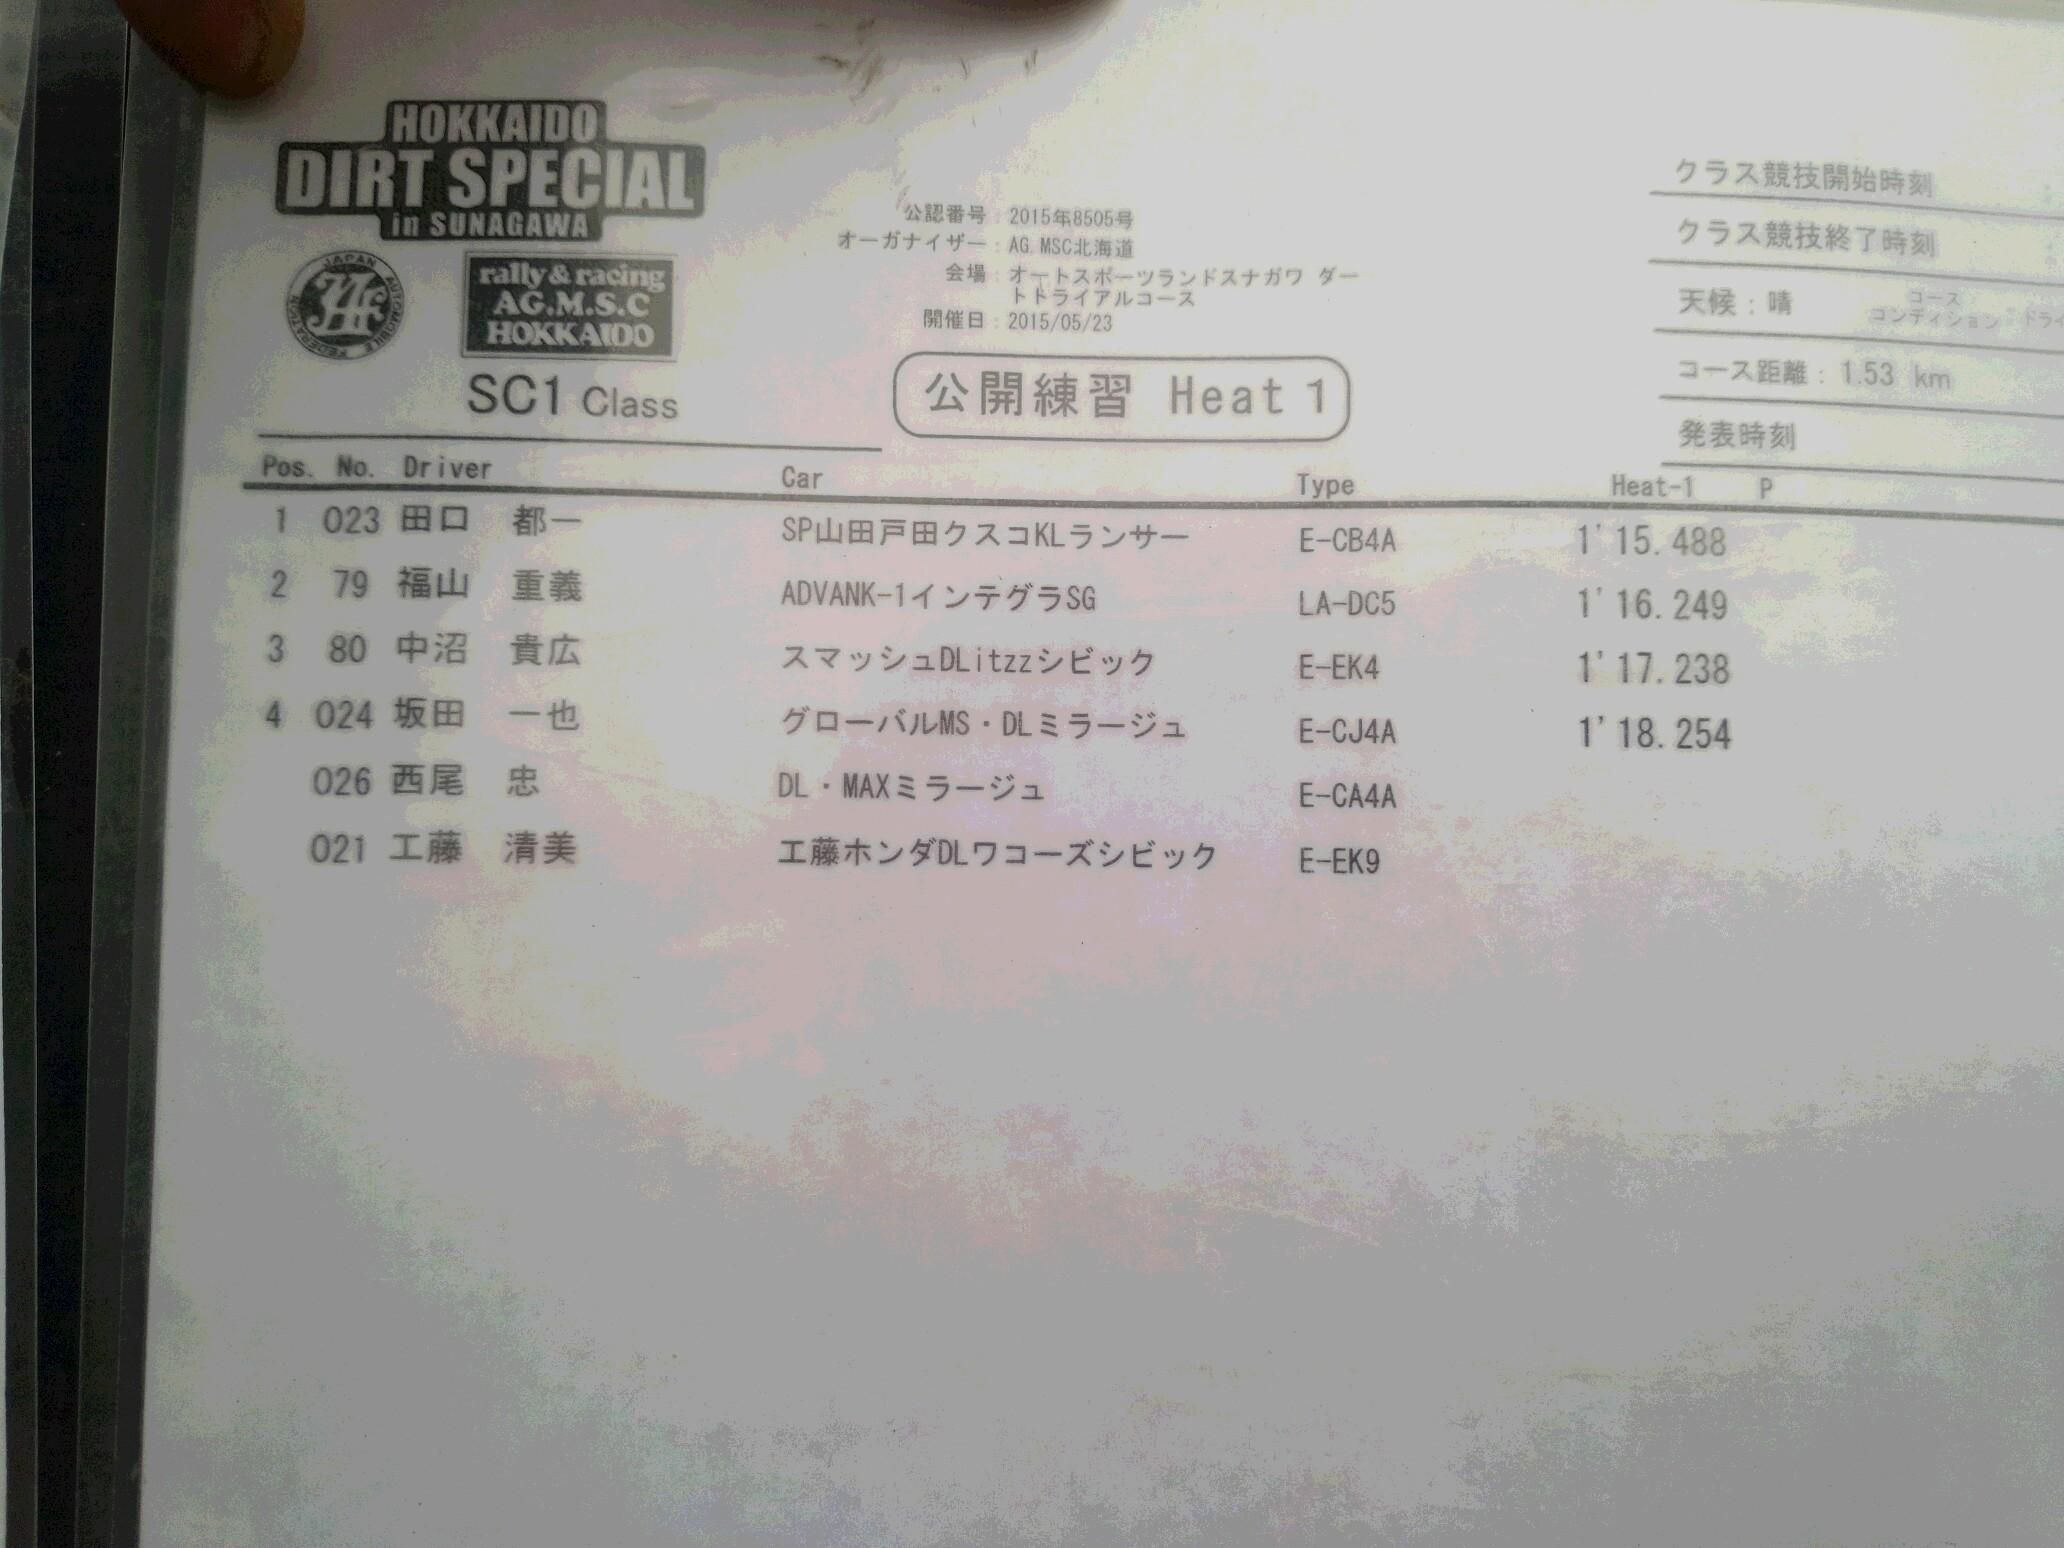 HOKKAIDO
DIRT SPECIAL
in SUNAGAWA
JAPAN AUTOMOBILE FEDERATION
JAF
rally & racing
AG.M.S.C
HOKKAIDO
公認番号 : 2015年8505号
オーガナイザー : AG.MSC北海道
会場 : オートスポーツランドスナガワ ダー
トトライアルコース
開催日 : 2015/05/23
クラス競技開始時刻
クラス競技終了時刻
天候 : 晴 コース コンディション : ドライ
コース距離 : 1.53 km
発表時刻
SC1 Class
公開練習 Heat 1
Pos. No. Driver Car Type Heat-1 P
1 023 田口 都一 SP山田戸田クスコKLランサー E-CB4A 1'15.488
2 79 福山 重義 ADVANK-1インテグラSG LA-DC5 1'16.249
3 80 中沼 貴広 スマッシュDLitzzシビック E-EK4 1'17.238
4 024 坂田 一也 グローバルMS・DLミラージュ E-CJ4A 1'18.254
026 西尾 忠 DL・MAXミラージュ E-CA4A
021 工藤 清美 工藤ホンダDLワコーズシビック E-EK9